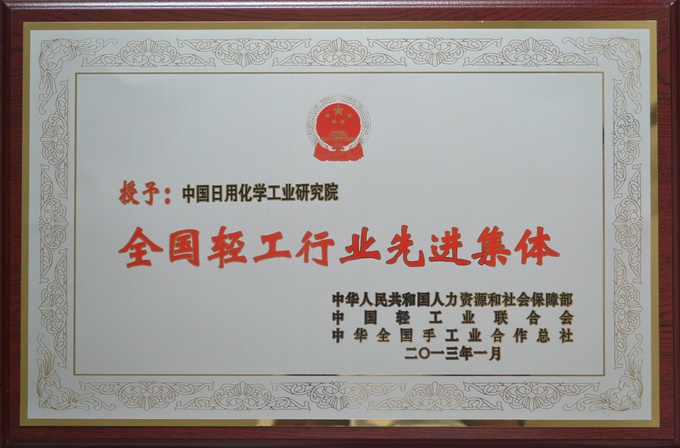 授予：中国日用化学工业研究院
全国轻工行业先进集体
中华人民共和国人力资源和社会保障部
中国轻工业联合会
中华全国手工业合作总社
二〇一三年一月